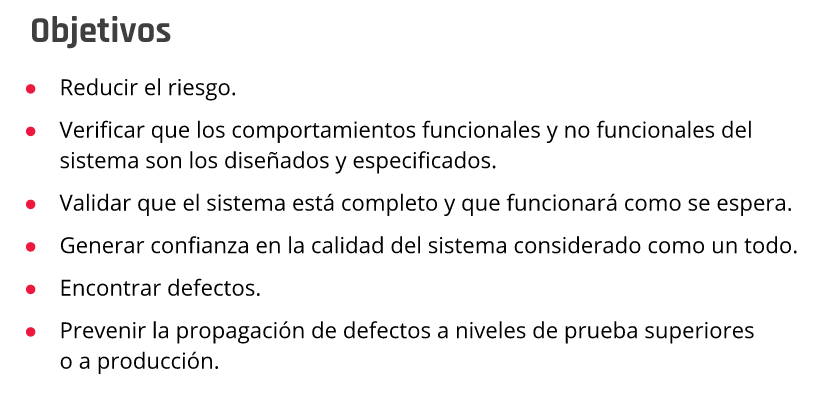 Objetivos
● Reducir el riesgo.
● Verificar que los comportamientos funcionales y no funcionales del
sistema son los diseñados y especificados.
● Validar que el sistema está completo y que funcionará como se espera.
● Generar confianza en la calidad del sistema considerado como un todo.
● Encontrar defectos.
● Prevenir la propagación de defectos a niveles de prueba superiores
o a producción.